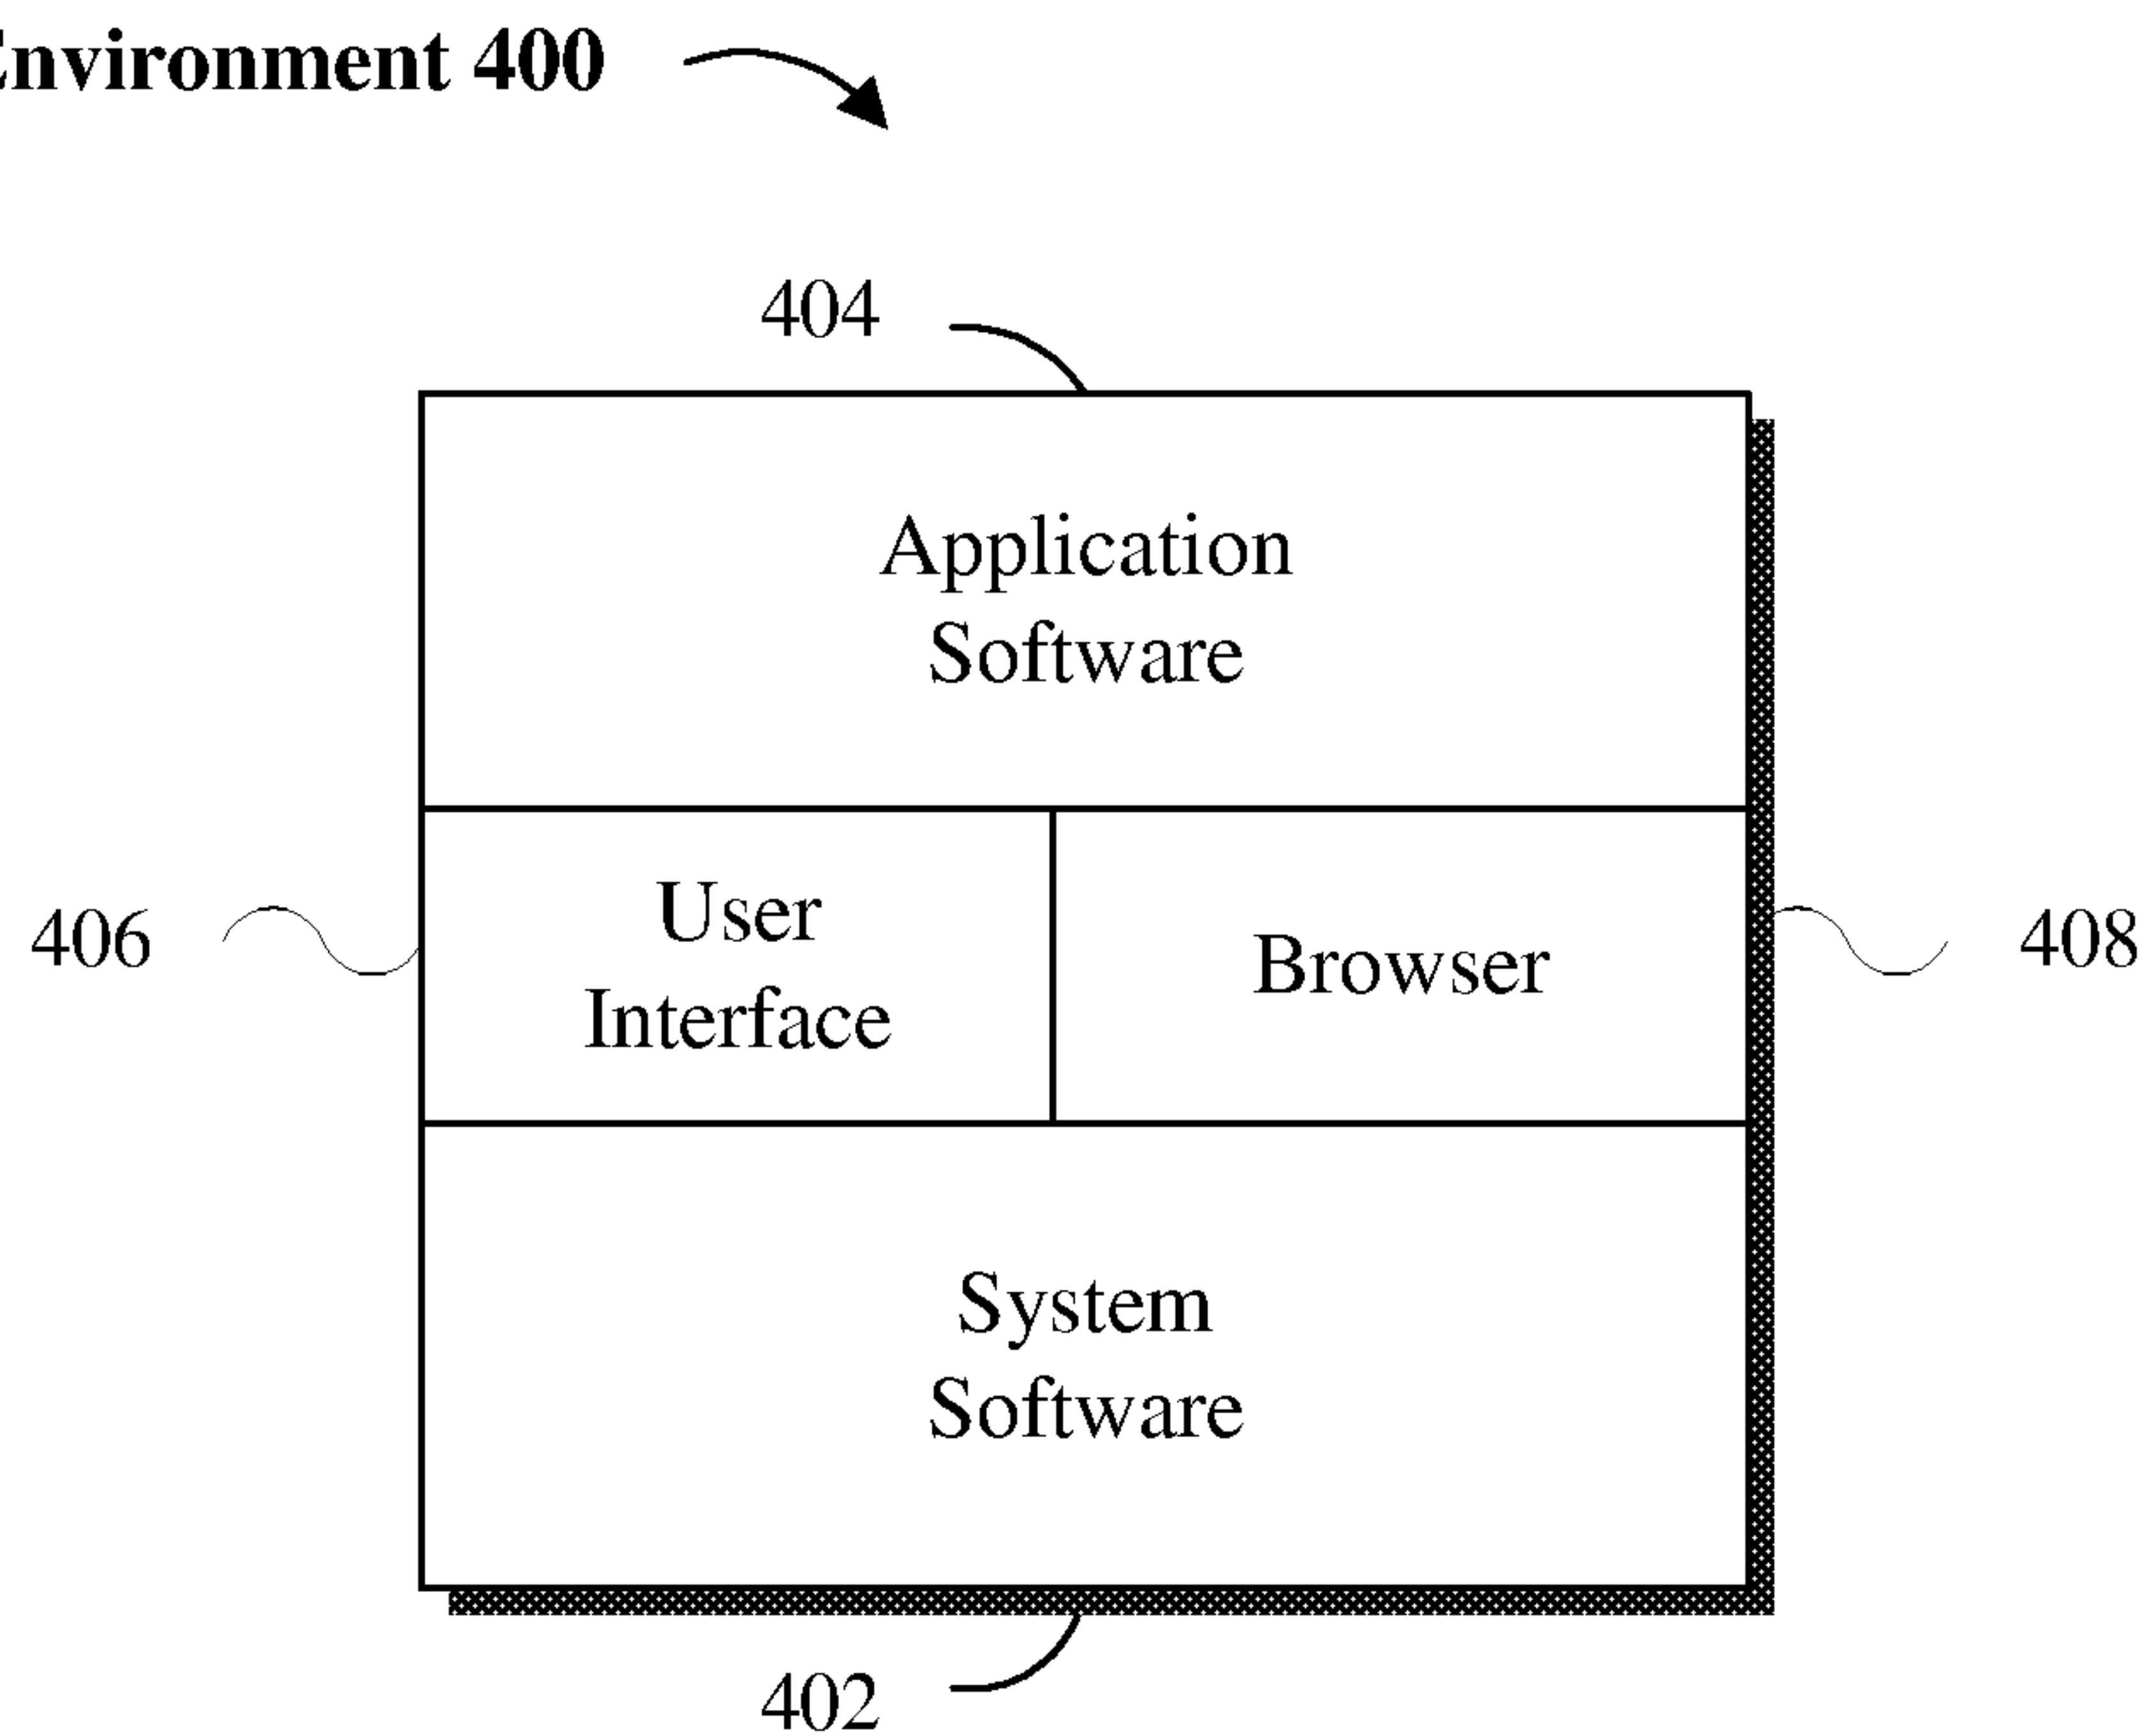 Environment 400
404
Application
Software
User
Interface
406
Browser
408
System
Software
402